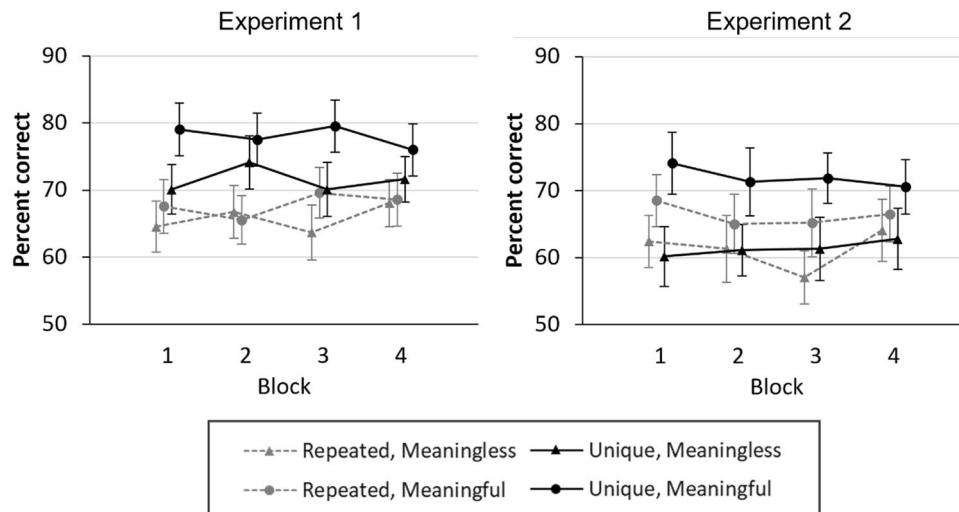 Experiment 1
90
80
70
60
50
Percent correct
1 2 3 4
Block
Experiment 2
90
80
70
60
50
Percent correct
1 2 3 4
Block
Repeated, Meaningless
Unique, Meaningless
Repeated, Meaningful
Unique, Meaningful